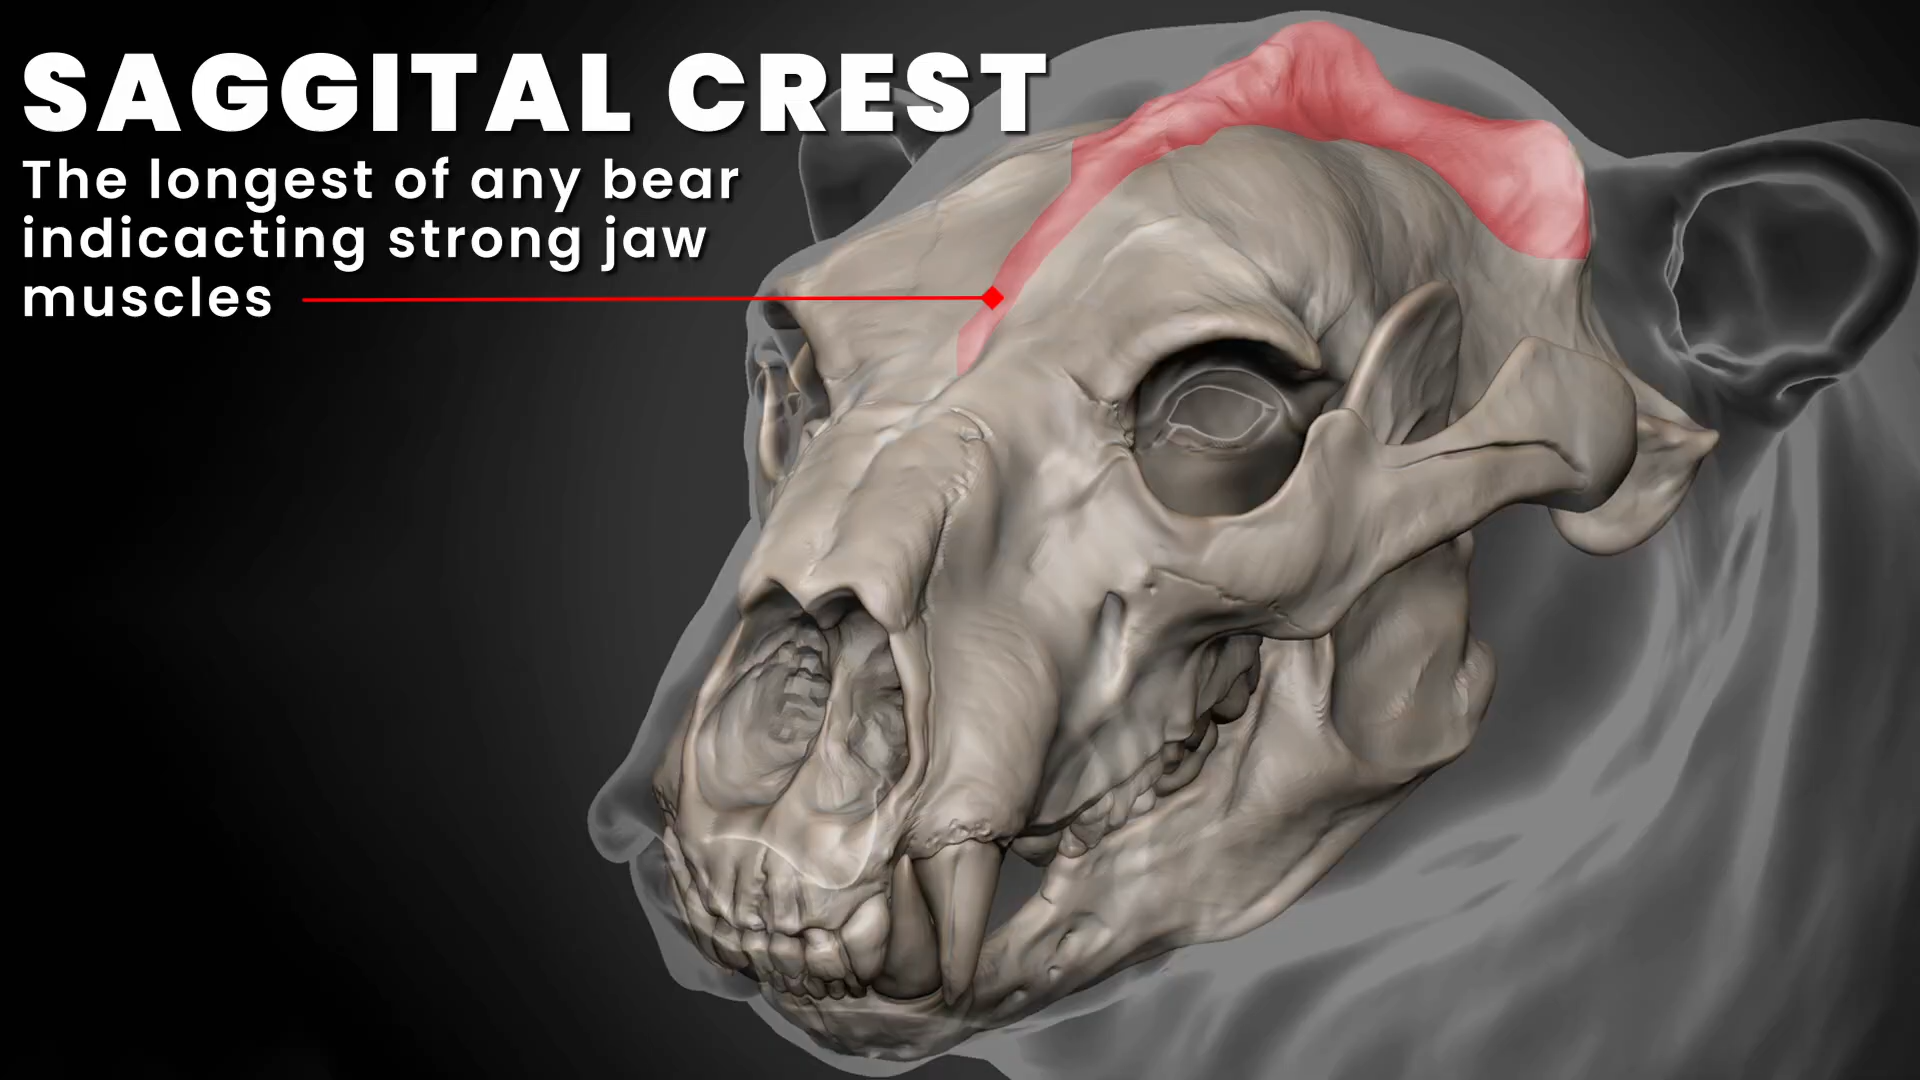 SAGGITAL CREST
The longest of any bear
indicacting strong jaw
muscles